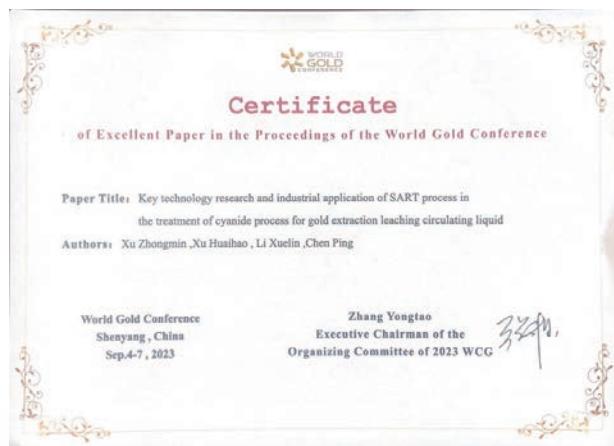 WORLD
GOLD
CONFERENCE
Certificate
of Excellent Paper in the Proceedings of the World Gold Conference
Paper Title: Key technology research and industrial application of SART process in
the treatment of cyanide process for gold extraction leaching circulating liquid
Authors: Xu Zhongmin ,Xu Huaihao , Li Xuelin ,Chen Ping
World Gold Conference
Shenyang , China
Sep.4-7 , 2023
Zhang Yongtao
Executive Chairman of the
Organizing Committee of 2023 WCG